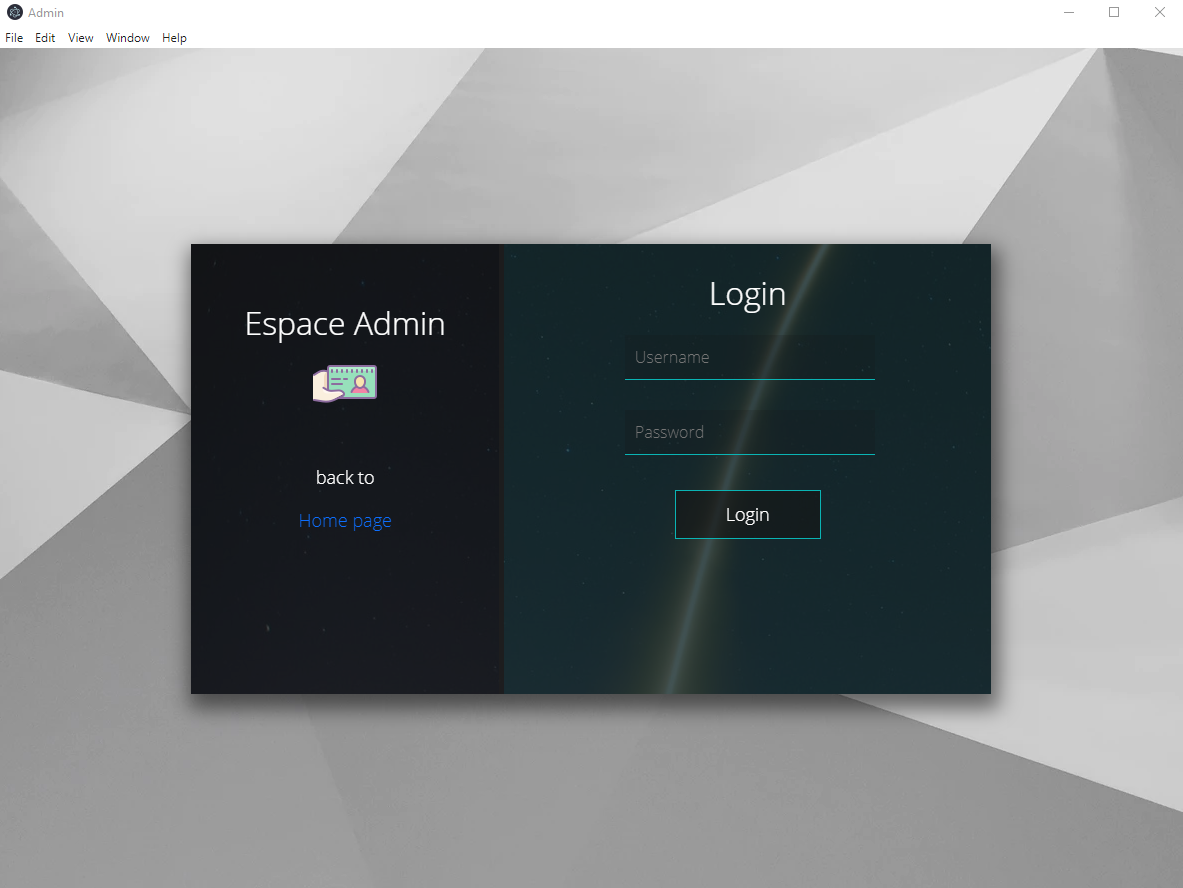 Admin
File Edit View Window Help
Espace Admin
back to
Home page
Login
Username
Password
Login